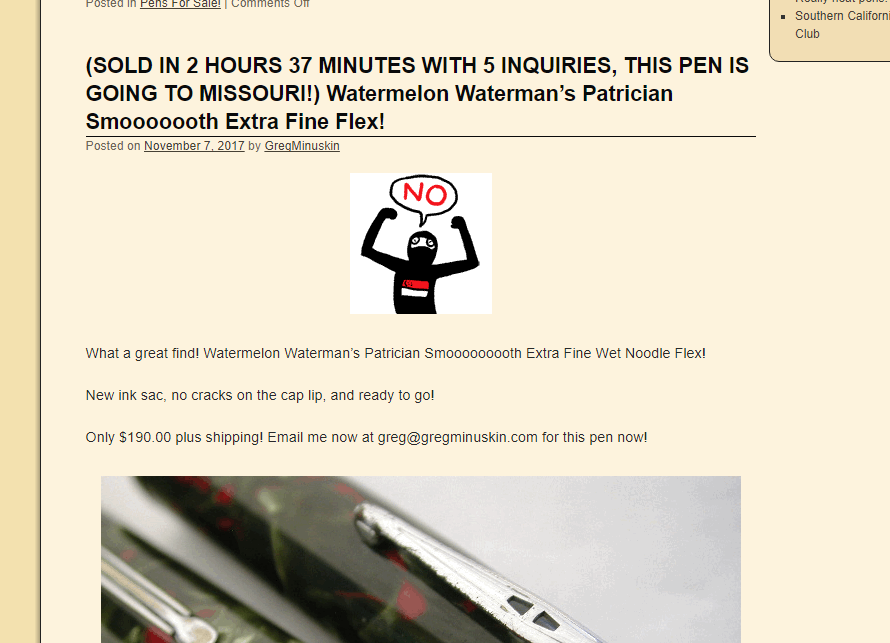 Posted in Pens For Sale! | Comments Off
Southern Californi
Club
(SOLD IN 2 HOURS 37 MINUTES WITH 5 INQUIRIES, THIS PEN IS
GOING TO MISSOURI!) Watermelon Waterman’s Patrician
Smooooooth Extra Fine Flex!
Posted on November 7, 2017 by GregMinuskin
NO
What a great find! Watermelon Waterman’s Patrician Smooooooooth Extra Fine Wet Noodle Flex!
New ink sac, no cracks on the cap lip, and ready to go!
Only $190.00 plus shipping! Email me now at greg@gregminuskin.com for this pen now!